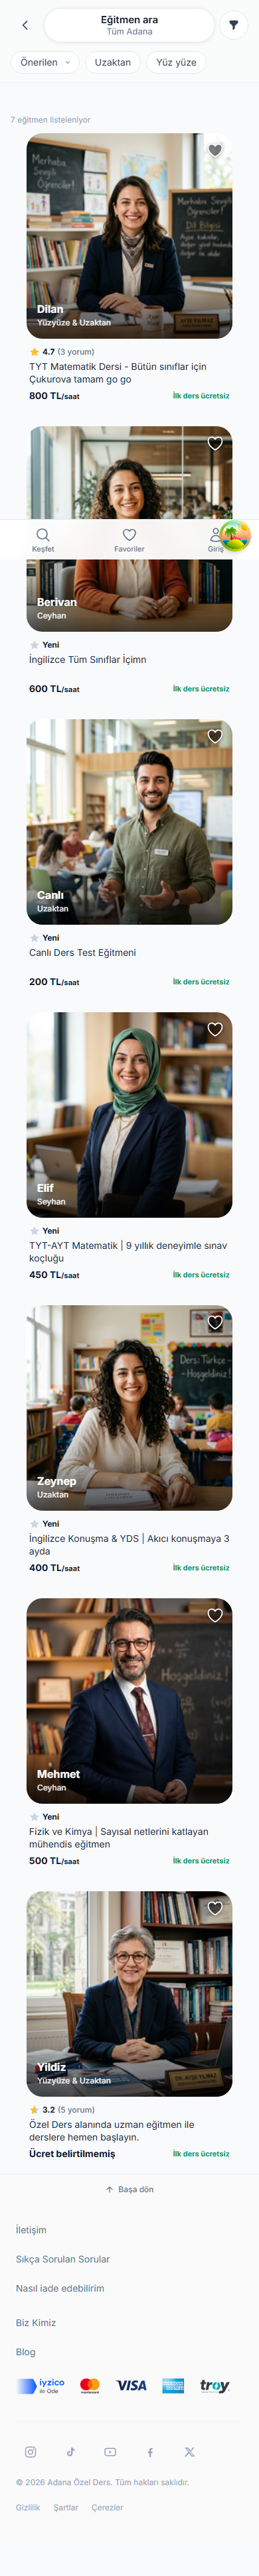 Eğitmen ara
Tüm Adana
Önerilen
Uzaktan
Yüz yüze
7 eğitmen listeleniyor
Merhaba
Sevgili
Öğrenciler!
Dilan
Yüzyüze & Uzaktan
4.7 (3 yorum)
TYT Matematik Dersi - Bütün sınıflar için
Çukurova tamam go go
800 TL/saat
İlk ders ücretsiz
Keşfet
Favoriler
Giriş
Berivan
Ceyhan
Yeni
İngilizce Tüm Sınıflar İçimn
600 TL/saat
İlk ders ücretsiz
Canlı
Uzaktan
Yeni
Canlı Ders Test Eğitmeni
200 TL/saat
İlk ders ücretsiz
Elif
Seyhan
Yeni
TYT-AYT Matematik | 9 yıllık deneyimle sınav
koçluğu
450 TL/saat
İlk ders ücretsiz
Ders: Türkçe -
Hoşgeldiniz!
Zeynep
Uzaktan
Yeni
İngilizce Konuşma & YDS | Akıcı konuşmaya 3
ayda
400 TL/saat
İlk ders ücretsiz
Hoşgeldiniz
Mehmet
Ceyhan
Yeni
Fizik ve Kimya | Sayısal netlerini katlayan
mühendis eğitmen
500 TL/saat
İlk ders ücretsiz
Yıldiz
Yüzyüze & Uzaktan
3.2 (5 yorum)
Özel Ders alanında uzman eğitmen ile
derslere hemen başlayın.
Ücret belirtilmemiş
İlk ders ücretsiz
Başa dön
İletişim
Sıkça Sorulan Sorular
Nasıl iade edebilirim
Biz Kimiz
Blog
iyzico
ile Öde
mastercard
VISA
troy
© 2026 Adana Özel Ders. Tüm hakları saklıdır.
Gizlilik
Şartlar
Çerezler